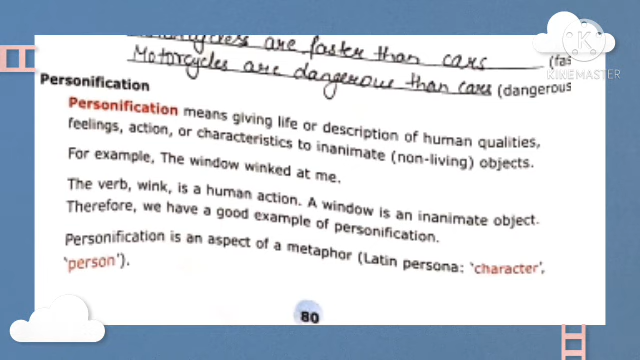 are faster than cars (fas
Motorcycles are dangerous than cars (dangerous
Personification
Personification means giving life or description of human qualities,
feelings, action, or characteristics to inanimate (non-living) objects.
For example, The window winked at me.
The verb, wink, is a human action. A window is an inanimate object.
Therefore, we have a good example of personification.
Personification is an aspect of a metaphor (Latin persona: 'character',
'person').
80
K
KINEMASTER